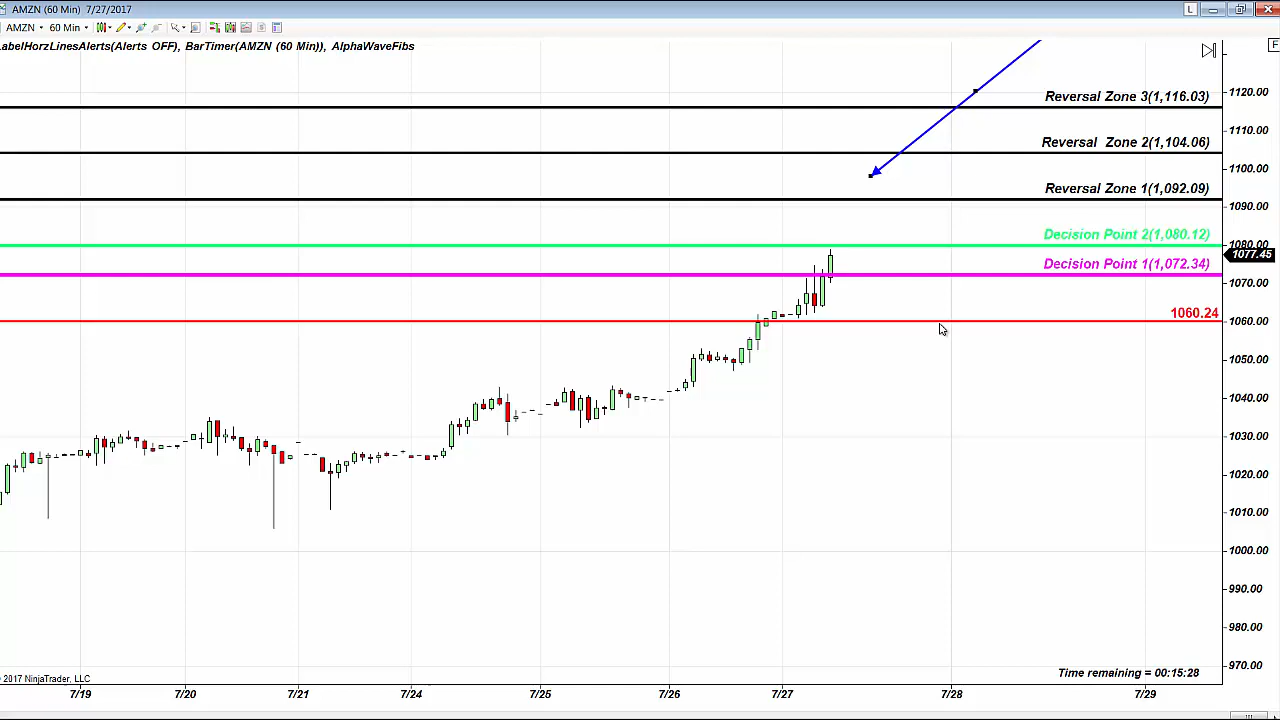 AMZN (60 Min) 7/27/2017
L
AMZN 60 Min
LabelHorzLinesAlerts(Alerts OFF), BarTimer(AMZN (60 Min)), AlphaWaveFibs
F
Reversal Zone 3(1,116.03)
1120.00
1110.00
Reversal Zone 2(1,104.06)
1100.00
Reversal Zone 1(1,092.09)
1090.00
Decision Point 2(1,080.12)
1080.00
1077.45
Decision Point 1(1,072.34)
1070.00
1060.24
1060.00
1050.00
1040.00
1030.00
1020.00
1010.00
1000.00
990.00
980.00
970.00
© 2017 NinjaTrader, LLC
Time remaining = 00:15:28
7/19 7/20 7/21 7/24 7/25 7/26 7/27 7/28 7/29